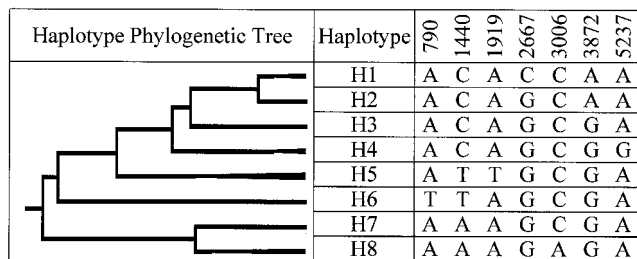 Haplotype Phylogenetic Tree Haplotype 790 1440 1919 2667 3006 3872 5237
H1 A C A C C A A
H2 A C A G C A A
H3 A C A G C G A
H4 A C A G C G G
H5 A T T G C G A
H6 T T A G C G A
H7 A A A G C G A
H8 A A A G A G A